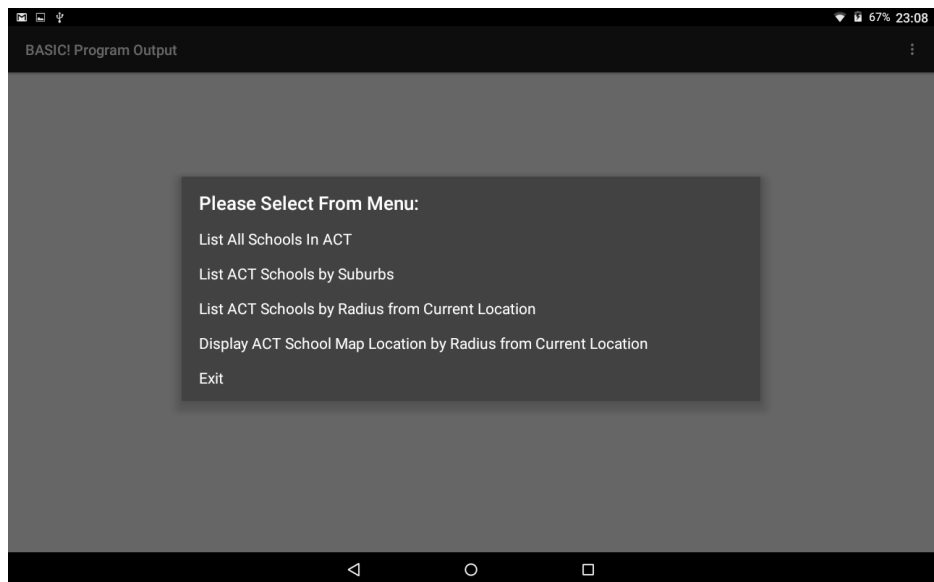 67% 23:08
BASIC! Program Output
Please Select From Menu:
List All Schools In ACT
List ACT Schools by Suburbs
List ACT Schools by Radius from Current Location
Display ACT School Map Location by Radius from Current Location
Exit